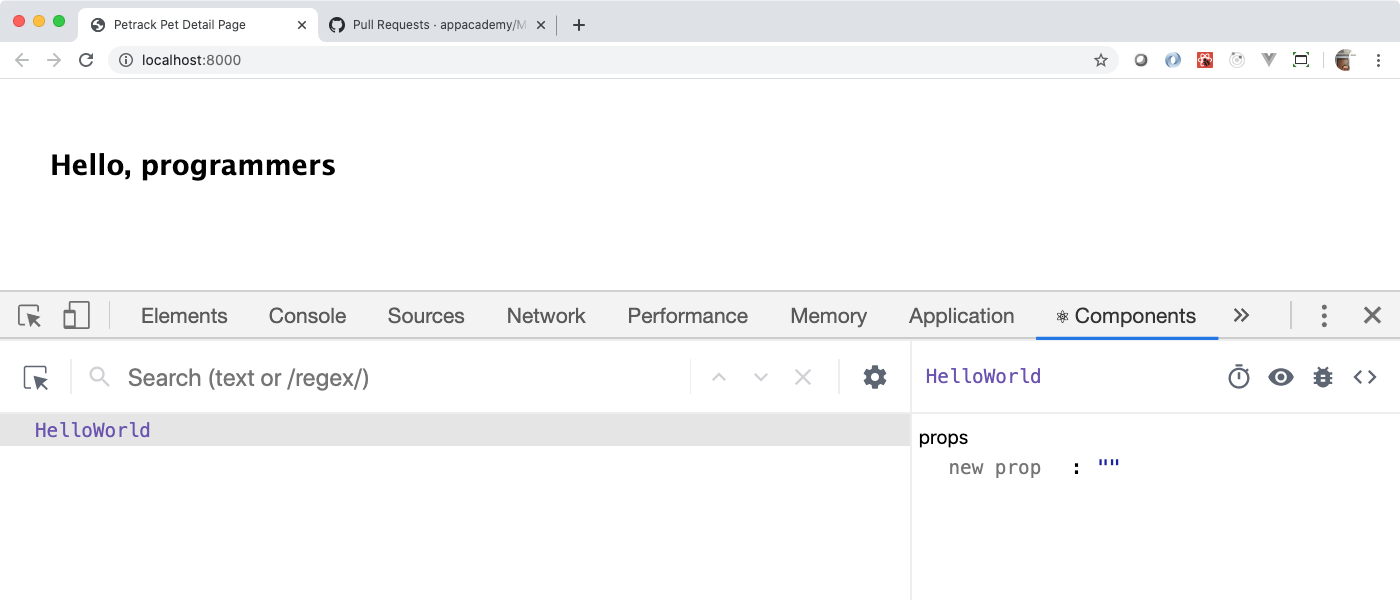 Petrack Pet Detail Page
Pull Requests · appacademy/M
localhost:8000
Hello, programmers
Elements Console Sources Network Performance Memory Application Components
Search (text or /regex/)
HelloWorld
HelloWorld
props
new prop : ""